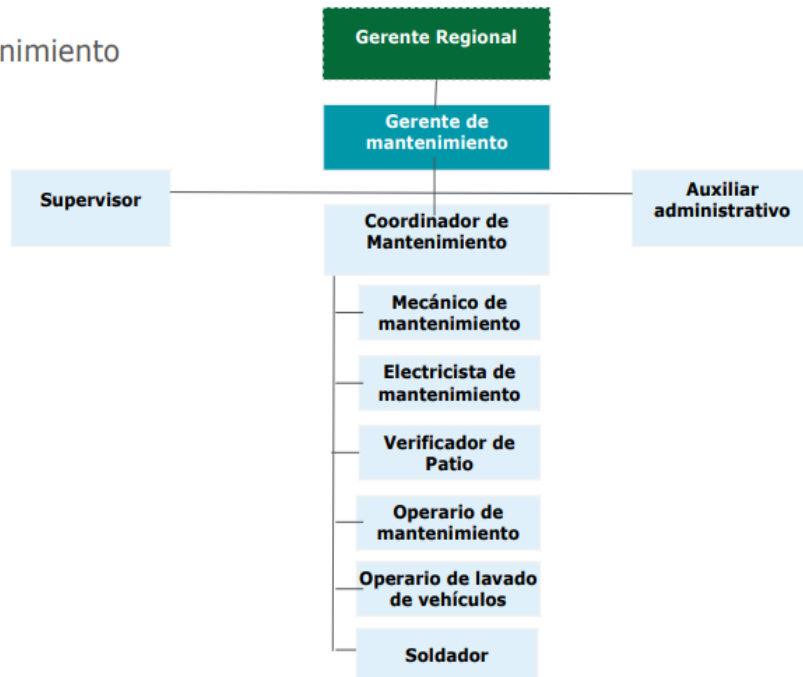 nimiento
Gerente Regional
Gerente de
mantenimiento
Supervisor
Auxiliar
administrativo
Coordinador de
Mantenimiento
Mecánico de
mantenimiento
Electricista de
mantenimiento
Verificador de
Patio
Operario de
mantenimiento
Operario de lavado
de vehículos
Soldador